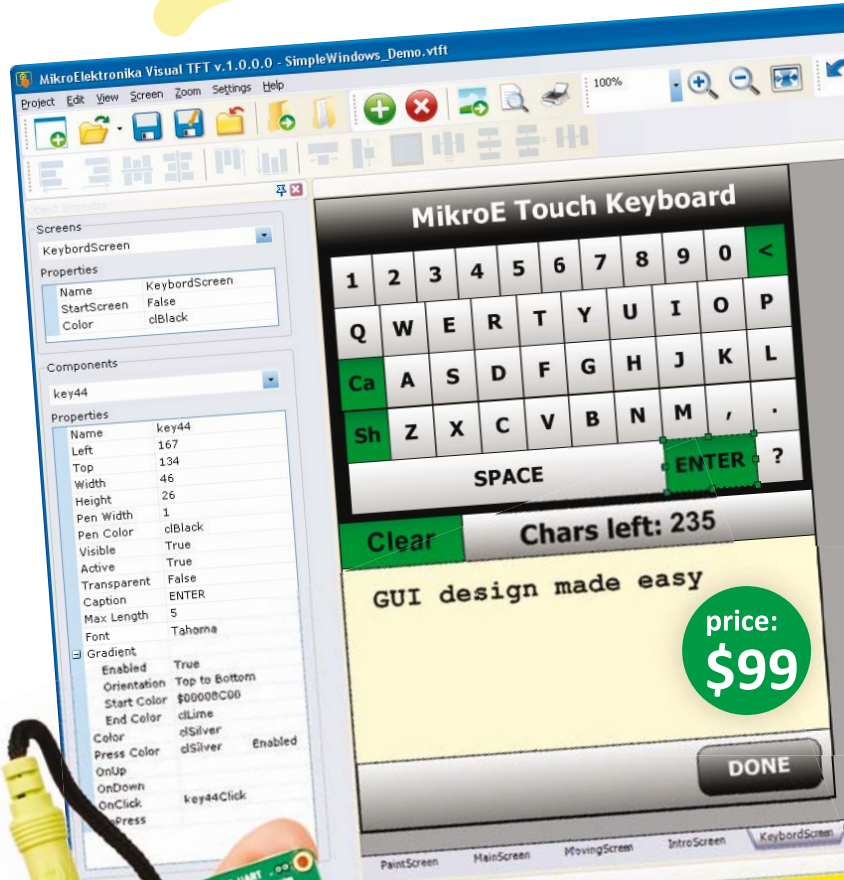 MikroElektronika Visual TFT v.1.0.0.0 - SimpleWindows_Demo.vtft
Project Edit View Screen Zoom Settings Help
100%
Object Inspector
Screens
KeybordScreen
Properties
Name KeybordScreen
StartScreen False
Color clBlack
Components
key44
Properties
Name key44
Left 167
Top 134
Width 46
Height 26
Pen Width 1
Pen Color clBlack
Visible True
Active True
Transparent False
Caption ENTER
Max Length 5
Font Tahoma
Gradient
Enabled True
Orientation Top to Bottom
Start Color $00008C00
End Color clLime
Color clSilver
Press Color clSilver Enabled
OnUp
OnDown
OnClick key44Click
MikroE Touch Keyboard
1 2 3 4 5 6 7 8 9 0 <
Q W E R T Y U I O P
Ca A S D F G H J K L
Sh Z X C V B N M , .
SPACE ENTER ?
Clear Chars left: 235
GUI design made easy
price:
$99
DONE
PaintScreen MainScreen MovingScreen IntroScreen KeybordScreen
UART